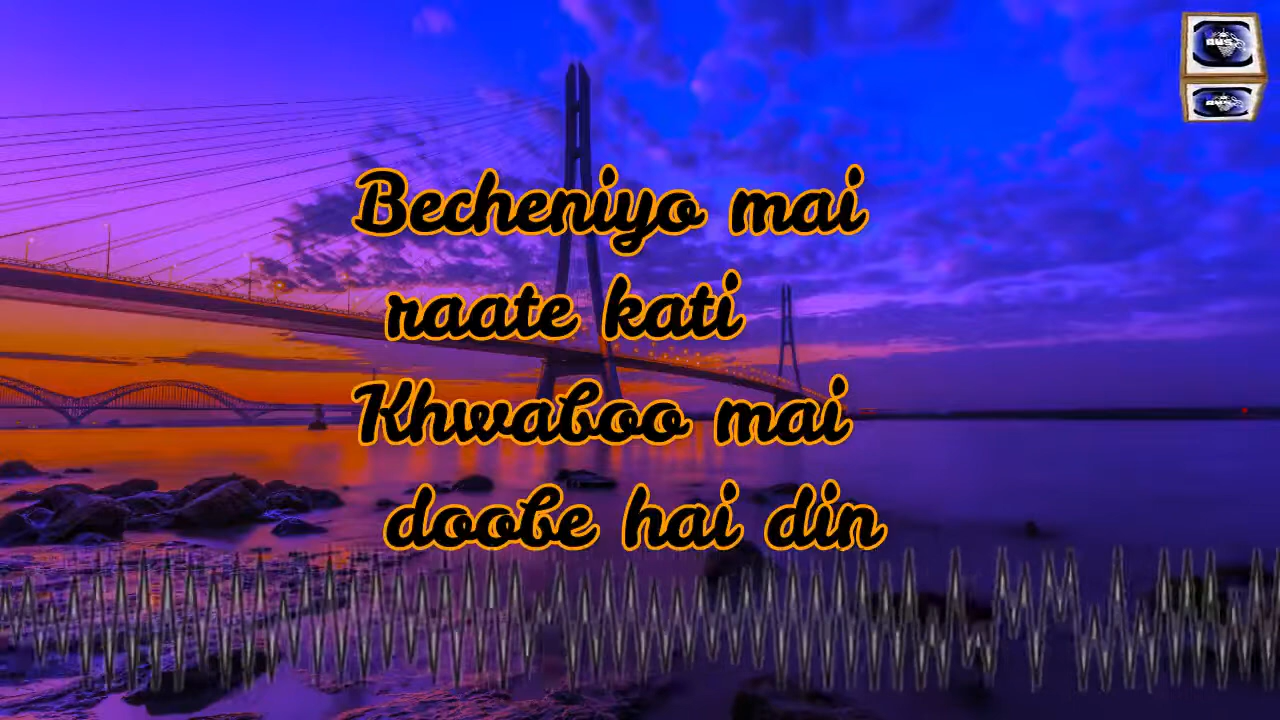 Becheniyo mai
raate kati
Khwaboo mai
doobe hai din